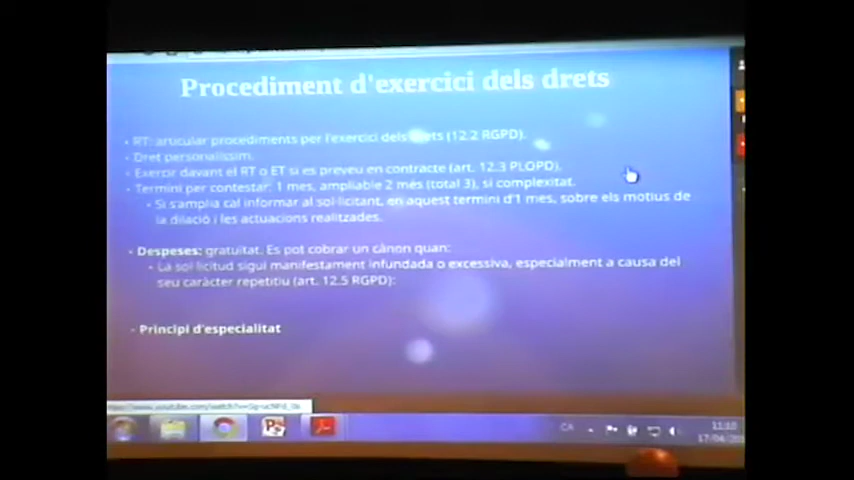 Procediment d'exercici dels drets
- RT: articular procediments per l'exercici dels drets (12.2 RGPD).
- Dret personalíssim.
- Exercir davant el RT o ET si es preveu en contracte (art. 12.3 PLOPD).
- Termini per contestar: 1 mes, ampliable 2 més (total 3), si complexitat.
- Si s'amplia cal informar al sol·licitant, en aquest termini d'1 mes, sobre els motius de
la dilació i les actuacions realitzades.
- Despeses: gratuïtat. Es pot cobrar un cànon quan:
- La sol·licitud sigui manifestament infundada o excessiva, especialment a causa del
seu caràcter repetitiu (art. 12.5 RGPD):
- Principi d'especialitat
CA
11:10